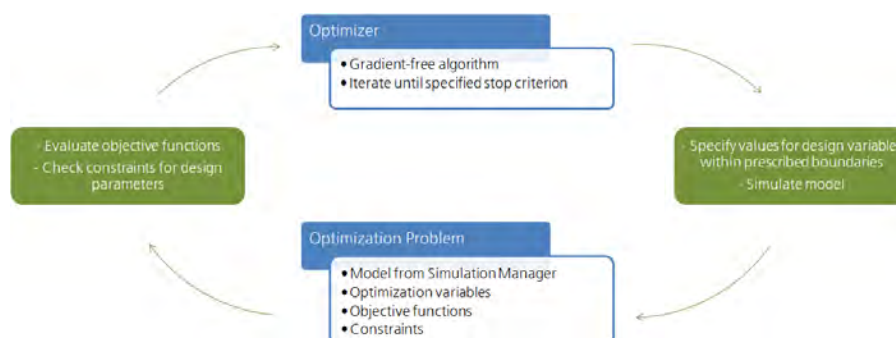 Optimizer
• Gradient-free algorithm
• Iterate until specified stop criterion
- Evaluate objective functions
- Check constraints for design
parameters
- Specify values for design variable
within prescribed boundaries
- Simulate model
Optimization Problem
• Model from Simulation Manager
• Optimization variables
• Objective functions
• Constraints